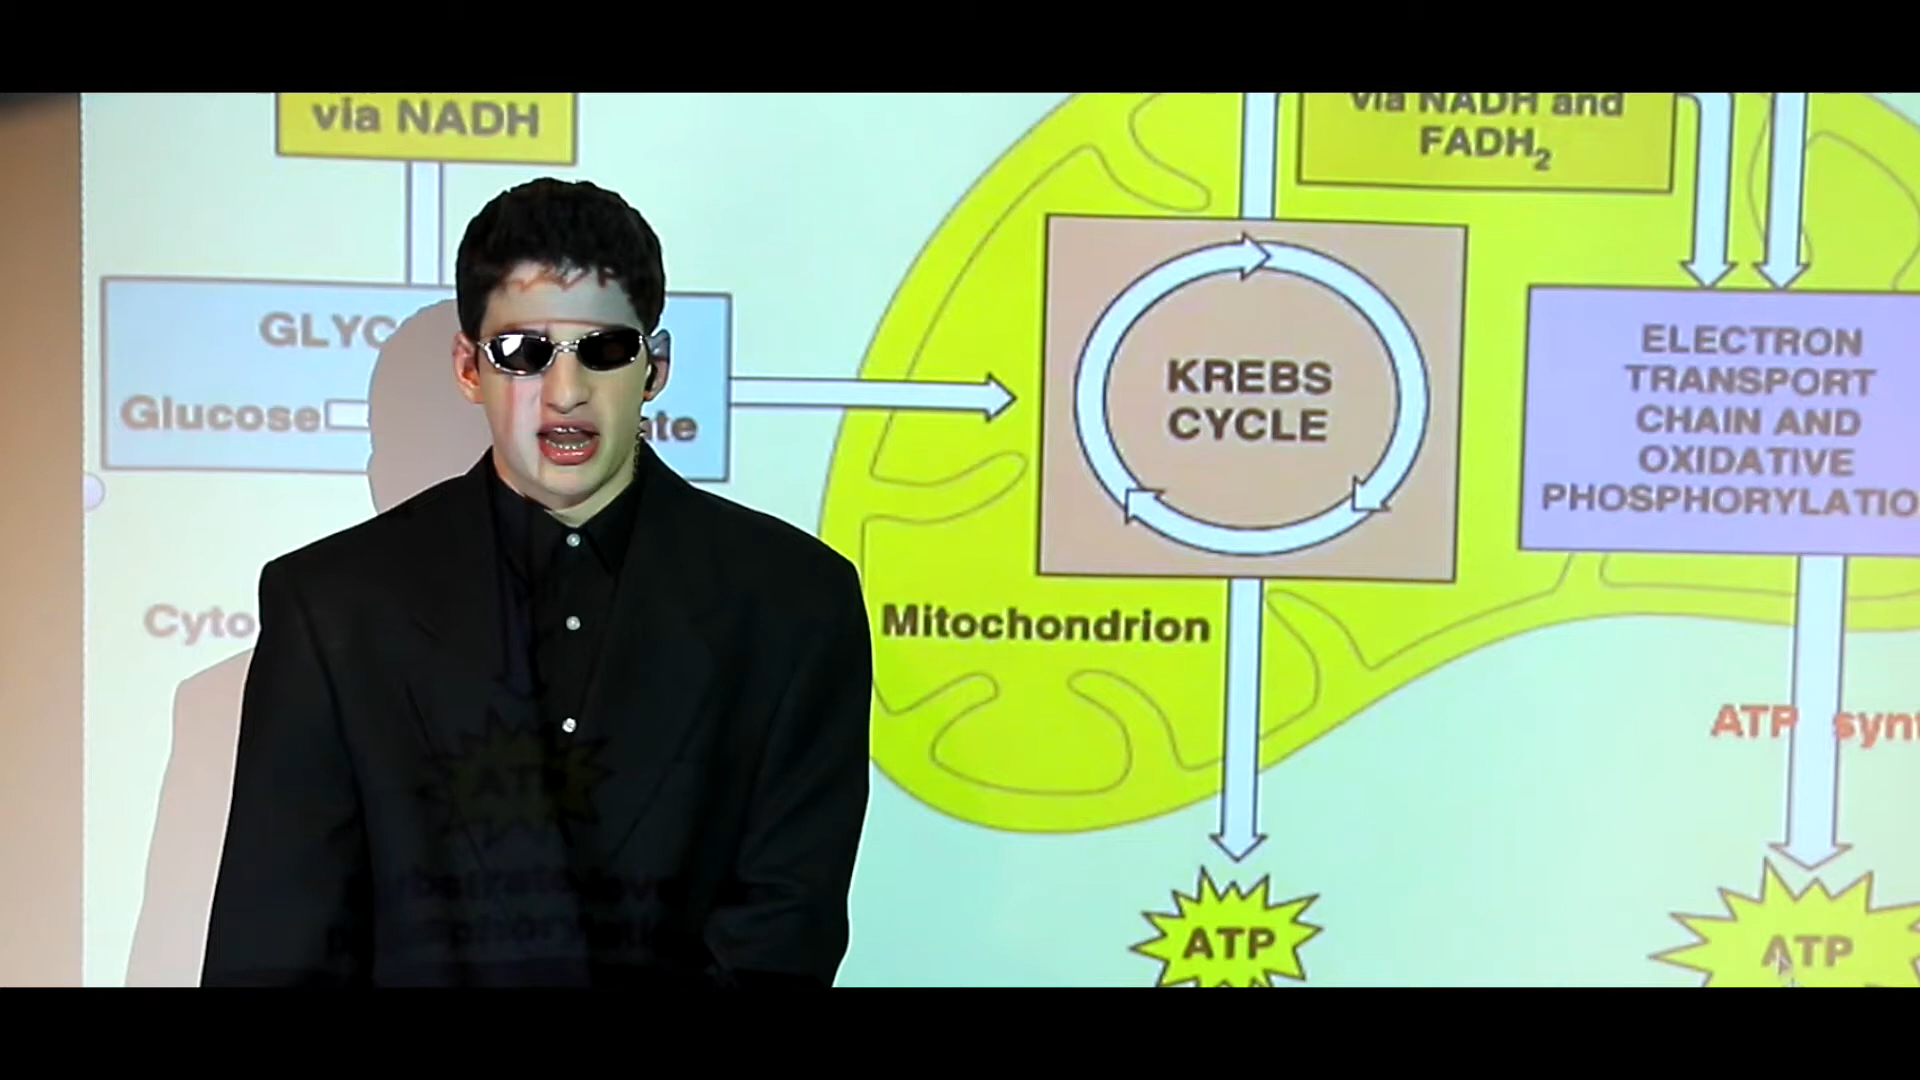 via NADH
via NADH and
FADH2
GLYC
Glucose
ate
KREBS
CYCLE
ELECTRON
TRANSPORT
CHAIN AND
OXIDATIVE
PHOSPHORYLATIO
Cyto
Mitochondrion
ATP synt
ATP
ATP
ATP